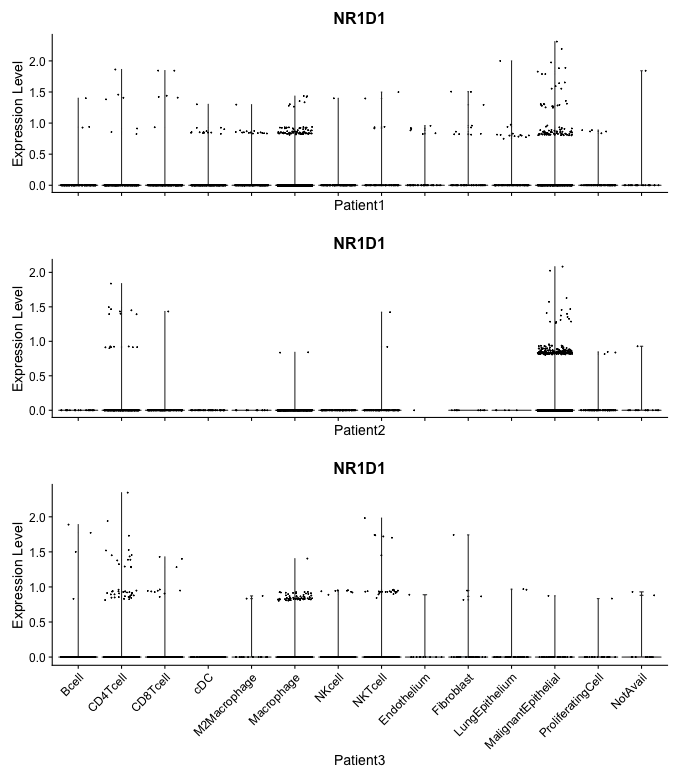 NR1D1
Expression Level
2.0
1.5
1.0
0.5
0.0
Patient1
NR1D1
Expression Level
2.0
1.5
1.0
0.5
0.0
Patient2
NR1D1
Expression Level
2.0
1.5
1.0
0.5
0.0
Bcell
CD4Tcell
CD8Tcell
cDC
M2Macrophage
Macrophage
NKcell
NKTcell
Endothelium
Fibroblast
LungEpithelium
MalignantEpithelial
ProliferatingCell
NotAvail
Patient3